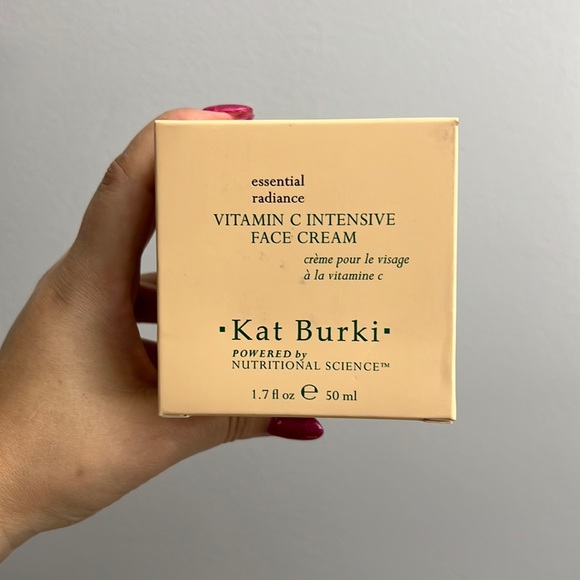 essential
radiance
VITAMIN C INTENSIVE
FACE CREAM
crème pour le visage
à la vitamine c
▪Kat Burki▪
POWERED by
NUTRITIONAL SCIENCE™
1.7 fl oz ℮ 50 ml